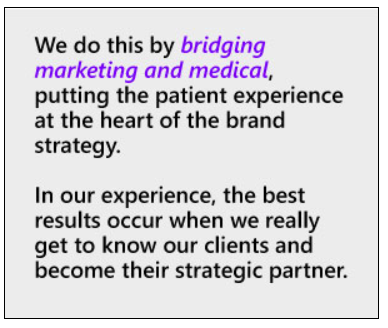 We do this by bridging
marketing and medical,
putting the patient experience
at the heart of the brand
strategy.
In our experience, the best
results occur when we really
get to know our clients and
become their strategic partner.